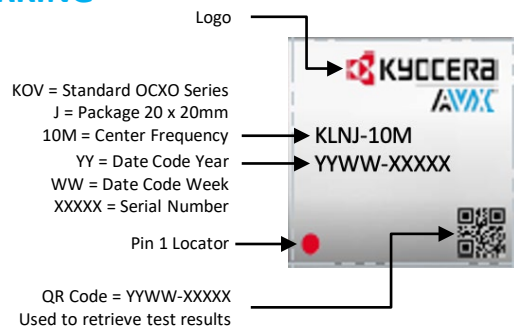 Logo
KYOCERA
AVX
KOV = Standard OCXO Series
J = Package 20 x 20mm
10M = Center Frequency
YY = Date Code Year
WW = Date Code Week
XXXXX = Serial Number
KLNJ-10M
YYWW-XXXXX
Pin 1 Locator
QR Code = YYWW-XXXXX
Used to retrieve test results